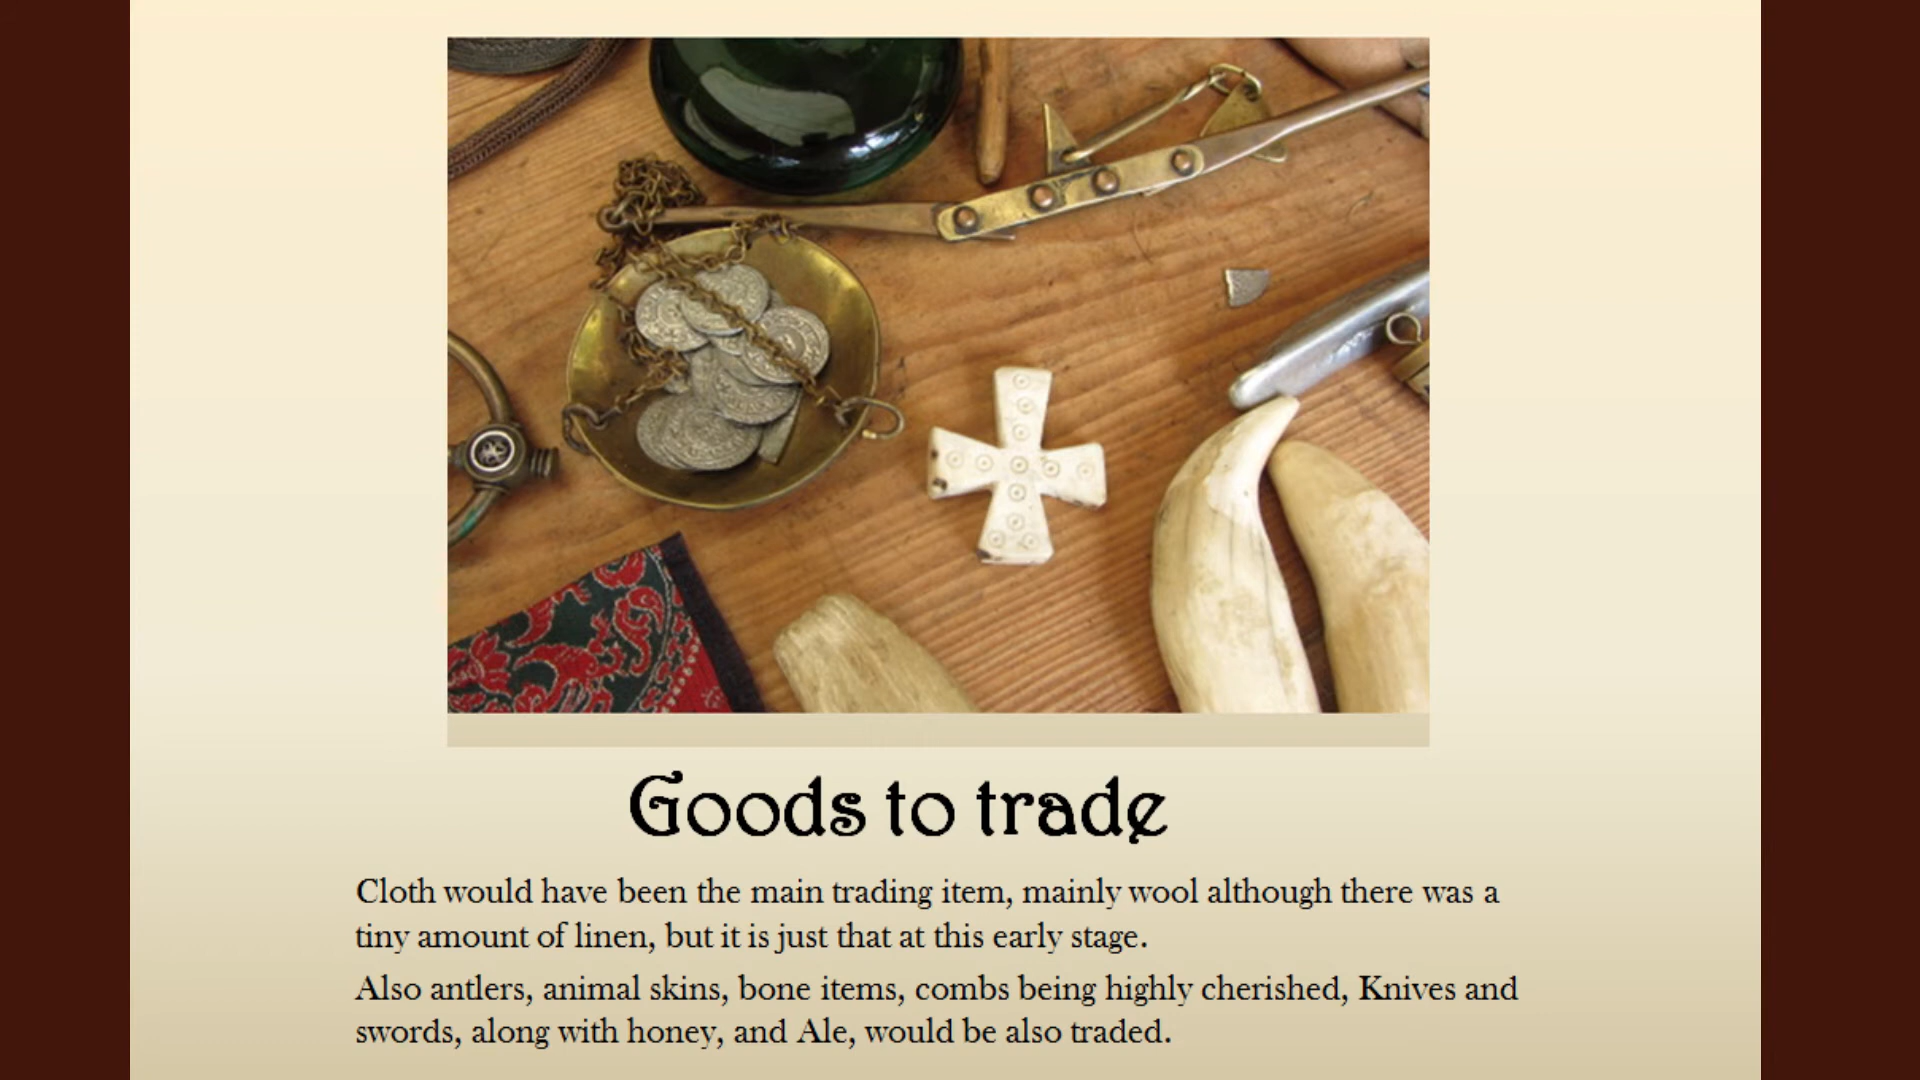 Goods to trade
Cloth would have been the main trading item, mainly wool although there was a
tiny amount of linen, but it is just that at this early stage.
Also antlers, animal skins, bone items, combs being highly cherished, Knives and
swords, along with honey, and Ale, would be also traded.